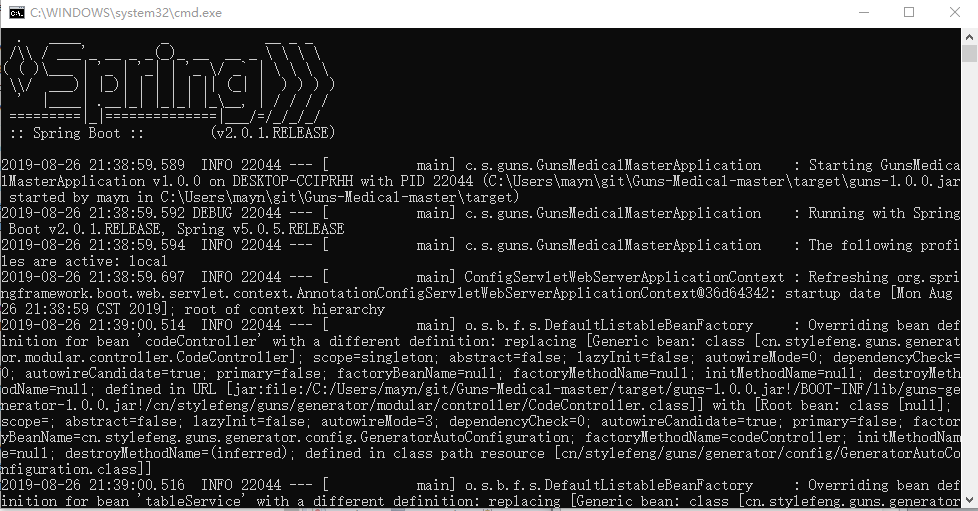 C:\WINDOWS\system32\cmd.exe
Spring
:: Spring Boot ::        (v2.0.1.RELEASE)
2019-08-26 21:38:59.589  INFO 22044 --- [           main] c.s.guns.GunsMedicalMasterApplication    : Starting GunsMedica
lMasterApplication v1.0.0 on DESKTOP-CCIPRHH with PID 22044 (C:\Users\mayn\git\Guns-Medical-master\target\guns-1.0.0.jar
 started by mayn in C:\Users\mayn\git\Guns-Medical-master\target)
2019-08-26 21:38:59.592 DEBUG 22044 --- [           main] c.s.guns.GunsMedicalMasterApplication    : Running with Spring
 Boot v2.0.1.RELEASE, Spring v5.0.5.RELEASE
2019-08-26 21:38:59.594  INFO 22044 --- [           main] c.s.guns.GunsMedicalMasterApplication    : The following profi
les are active: local
2019-08-26 21:38:59.697  INFO 22044 --- [           main] ConfigServletWebServerApplicationContext : Refreshing org.spri
ngframework.boot.web.servlet.context.AnnotationConfigServletWebServerApplicationContext@36d64342: startup date [Mon Aug
26 21:38:59 CST 2019]; root of context hierarchy
2019-08-26 21:39:00.514  INFO 22044 --- [           main] o.s.b.f.s.DefaultListableBeanFactory     : Overriding bean def
inition for bean 'codeController' with a different definition: replacing [Generic bean: class [cn.stylefeng.guns.generat
or.modular.controller.CodeController]; scope=singleton; abstract=false; lazyInit=false; autowireMode=0; dependencyCheck=
0; autowireCandidate=true; primary=false; factoryBeanName=null; factoryMethodName=null; initMethodName=null; destroyMeth
odName=null; defined in URL [jar:file:/C:/Users/mayn/git/Guns-Medical-master/target/guns-1.0.0.jar!/BOOT-INF/lib/guns-ge
nerator-1.0.0.jar!/cn/stylefeng/guns/generator/modular/controller/CodeController.class]] with [Root bean: class [null];
scope=; abstract=false; lazyInit=false; autowireMode=3; dependencyCheck=0; autowireCandidate=true; primary=false; factor
yBeanName=cn.stylefeng.guns.generator.config.GeneratorAutoConfiguration; factoryMethodName=codeController; initMethodNam
e=null; destroyMethodName=(inferred); defined in class path resource [cn/stylefeng/guns/generator/config/GeneratorAutoCo
nfiguration.class]]
2019-08-26 21:39:00.516  INFO 22044 --- [           main] o.s.b.f.s.DefaultListableBeanFactory     : Overriding bean def
inition for bean 'tableService' with a different definition: replacing [Generic bean: class [cn.stylefeng.guns.generator